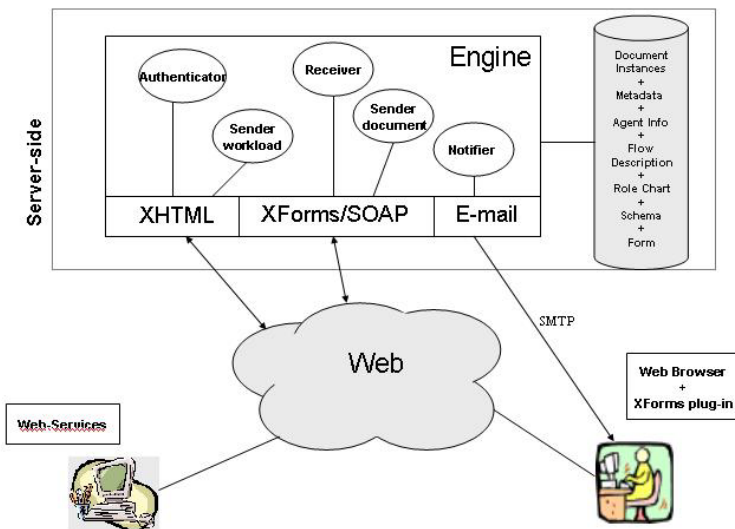 Server-side
Engine
Authenticator
Receiver
Sender
workload
Sender
document
Notifier
XHTML
XForms/SOAP
E-mail
Document
Instances
+
Metadata
+
Agent Info
+
Flow
Description
+
Role Chart
+
Schema
+
Form
Web
SMTP
Web Browser
+
XForms plug-in
Web-Services